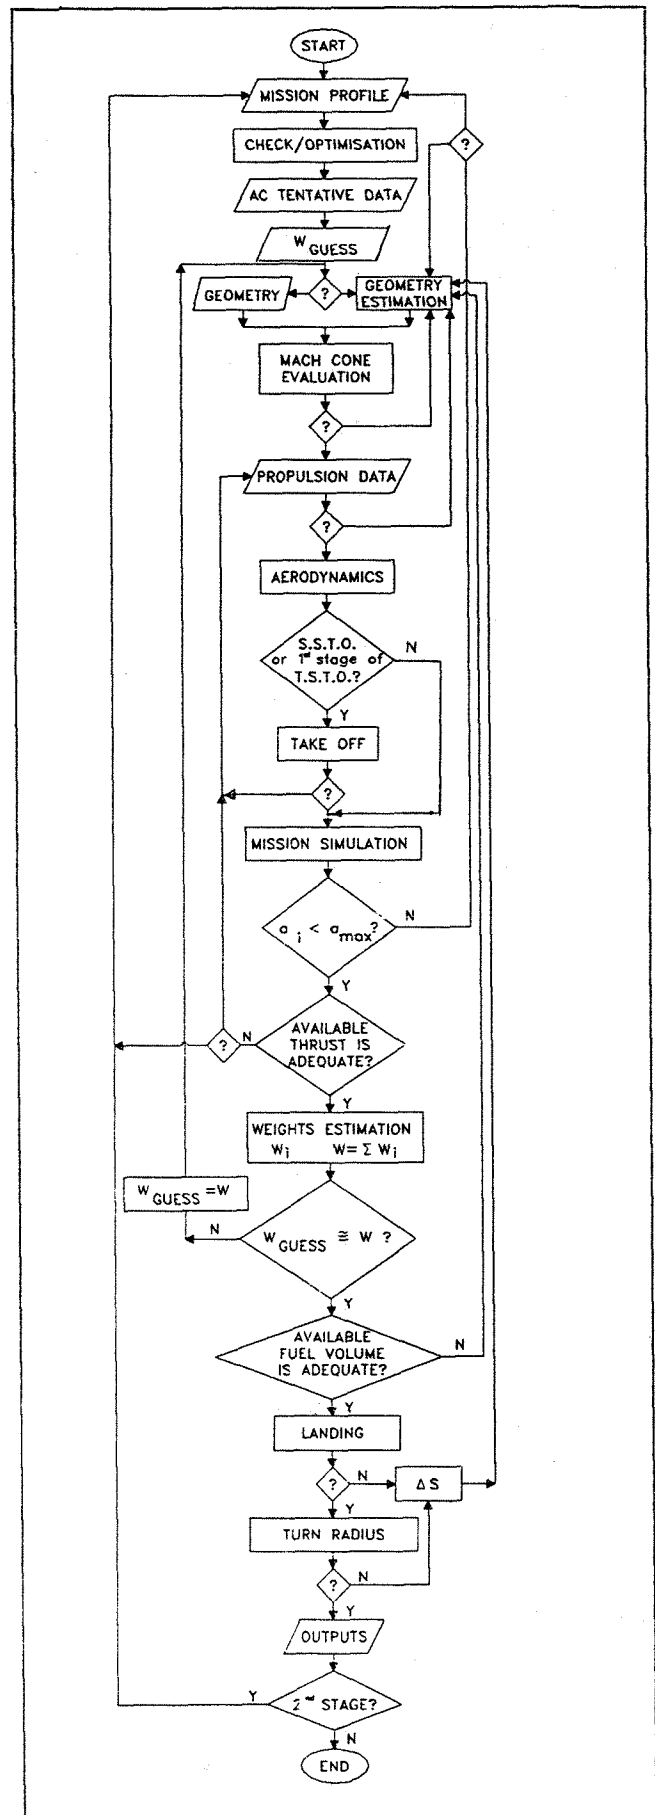 START
MISSION PROFILE
?
CHECK/OPTIMISATION
AC TENTATIVE DATA
W GUESS
GEOMETRY
?
GEOMETRY
ESTIMATION
MACH CONE
EVALUATION
?
PROPULSION DATA
?
AERODYNAMICS
S.S.T.O.
or 1st stage of
T.S.T.O.?
N
Y
TAKE OFF
?
MISSION SIMULATION
a i < a max?
N
Y
AVAILABLE
THRUST IS
ADEQUATE?
N
?
Y
WEIGHTS ESTIMATION
Wi W=Σ Wi
W GUESS =W
N
W GUESS ≅ W ?
Y
AVAILABLE
FUEL VOLUME
IS ADEQUATE?
N
Y
LANDING
?
N
ΔS
Y
TURN RADIUS
?
N
Y
OUTPUTS
Y
2nd STAGE?
N
END